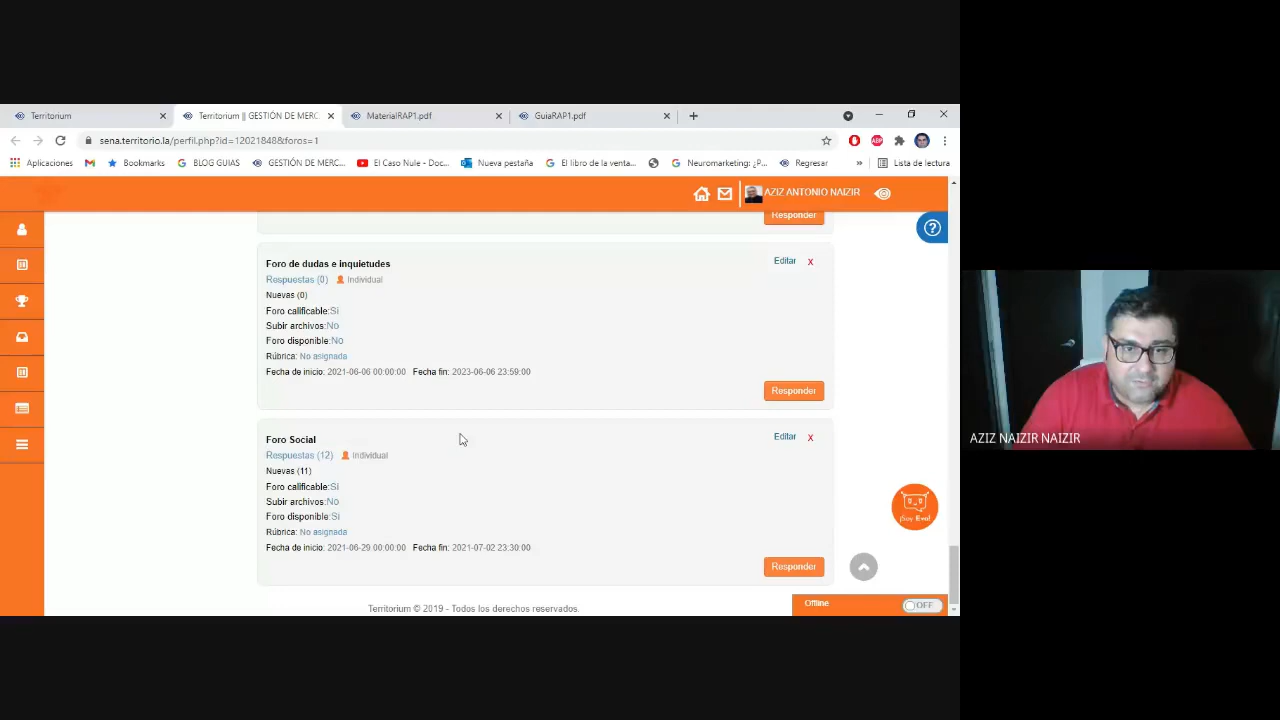 Territorium
Territorium || GESTIÓN DE MERC
MaterialRAP1.pdf
GuiaRAP1.pdf
sena.territorio.la/perfil.php?id=12021848&foros=1
Aplicaciones
Bookmarks
BLOG GUIAS
GESTIÓN DE MERC...
El Caso Nule - Doc...
Nueva pestaña
El libro de la venta...
Neuromarketing: ¿P...
Regresar
»
Lista de lectura
AZIZ ANTONIO NAIZIR
Responder
Foro de dudas e inquietudes
Editar X
Respuestas (0) Individual
Nuevas (0)
Foro calificable:Si
Subir archivos:No
Foro disponible:No
Rúbrica: No asignada
Fecha de inicio: 2021-06-06 00:00:00 Fecha fin: 2023-06-06 23:59:00
Responder
Foro Social
Editar X
Respuestas (12) Individual
Nuevas (11)
Foro calificable:Si
Subir archivos:No
Foro disponible:Si
Rúbrica: No asignada
Fecha de inicio: 2021-06-29 00:00:00 Fecha fin: 2021-07-02 23:30:00
Responder
¡Soy Eva!
Territorium © 2019 - Todos los derechos reservados.
Offline
OFF
AZIZ NAIZIR NAIZIR